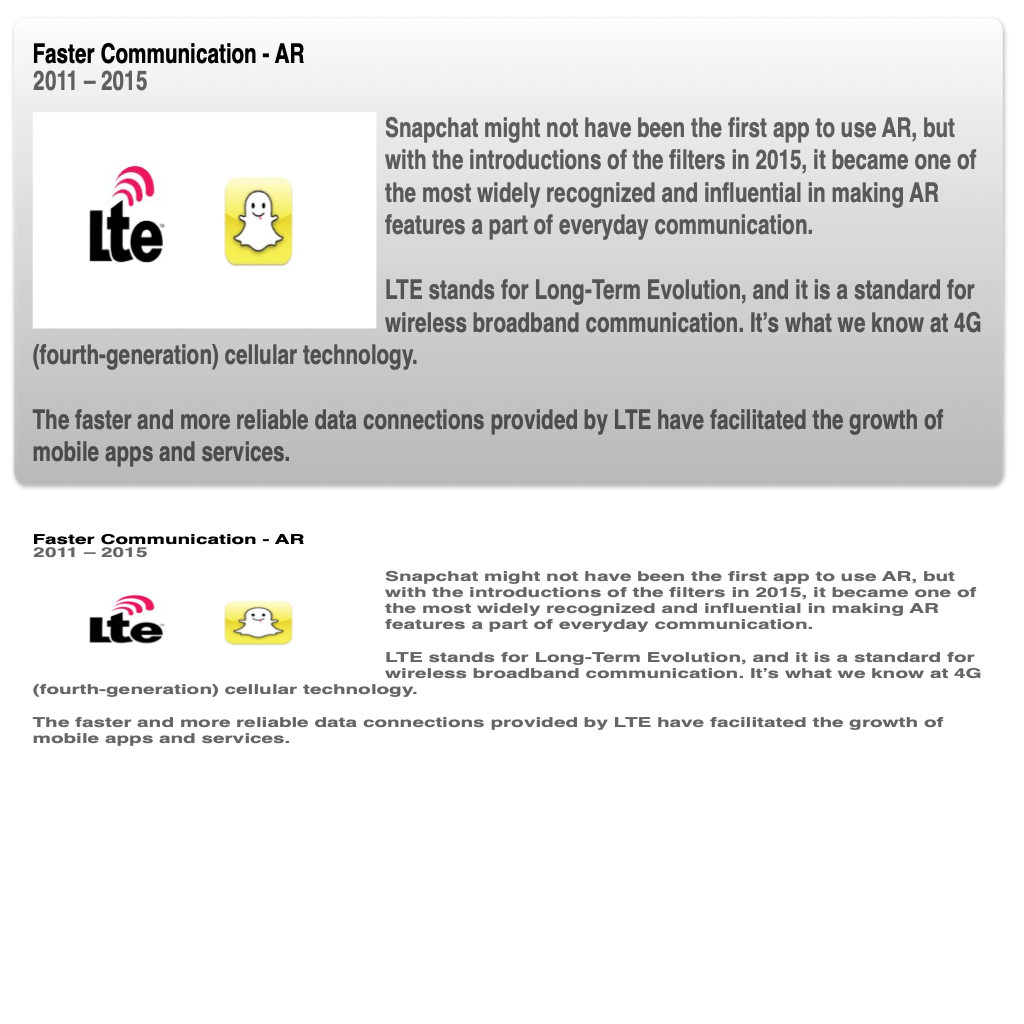 Faster Communication - AR
2011 – 2015
Snapchat might not have been the first app to use AR, but
with the introductions of the filters in 2015, it became one of
the most widely recognized and influential in making AR
features a part of everyday communication.
Lte
LTE stands for Long-Term Evolution, and it is a standard for
wireless broadband communication. It’s what we know at 4G
(fourth-generation) cellular technology.
The faster and more reliable data connections provided by LTE have facilitated the growth of
mobile apps and services.
Faster Communication - AR
2011 – 2015
Snapchat might not have been the first app to use AR, but
with the introductions of the filters in 2015, it became one of
the most widely recognized and influential in making AR
features a part of everyday communication.
Lte
LTE stands for Long-Term Evolution, and it is a standard for
wireless broadband communication. It’s what we know at 4G
(fourth-generation) cellular technology.
The faster and more reliable data connections provided by LTE have facilitated the growth of
mobile apps and services.